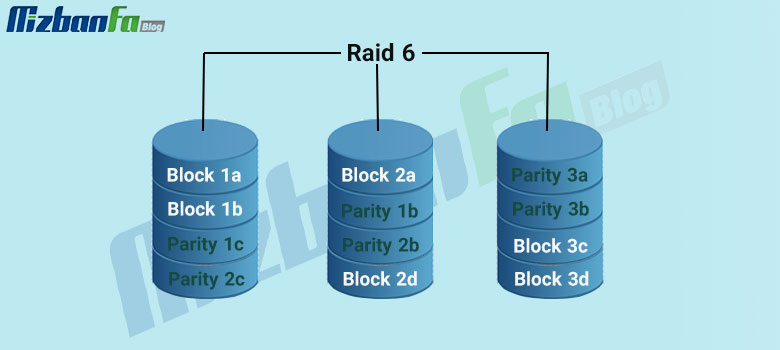 MizbanFa Blog
Raid 6
MizbanFa Blog
Block 1a
Block 1b
Parity 1c
Parity 2c
Block 2a
Parity 1b
Parity 2b
Block 2d
Parity 3a
Parity 3b
Block 3c
Block 3d